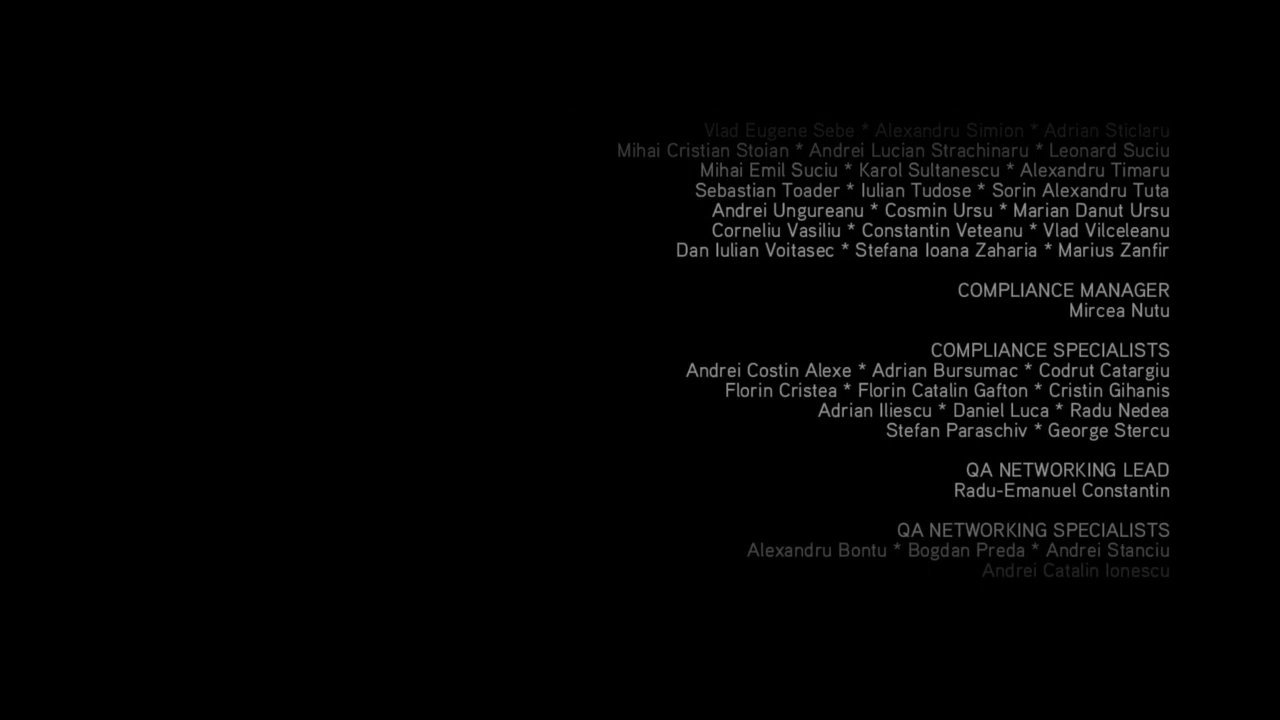 Vlad Eugene Sebe * Alexandru Simion * Adrian Sticlaru
Mihai Cristian Stoian * Andrei Lucian Strachinaru * Leonard Suciu
Mihai Emil Suciu * Karol Sultanescu * Alexandru Timaru
Sebastian Toader * Iulian Tudose * Sorin Alexandru Tuta
Andrei Ungureanu * Cosmin Ursu * Marian Danut Ursu
Corneliu Vasiliu * Constantin Veteanu * Vlad Vilceleanu
Dan Iulian Voitasec * Stefana Ioana Zaharia * Marius Zanfir
COMPLIANCE MANAGER
Mircea Nutu
COMPLIANCE SPECIALISTS
Andrei Costin Alexe * Adrian Bursumac * Codrut Catargiu
Florin Cristea * Florin Catalin Gafton * Cristin Gihanis
Adrian Iliescu * Daniel Luca * Radu Nedea
Stefan Paraschiv * George Stercu
QA NETWORKING LEAD
Radu-Emanuel Constantin
QA NETWORKING SPECIALISTS
Alexandru Bontu * Bogdan Preda * Andrei Stanciu
Andrei Catalin Ionescu